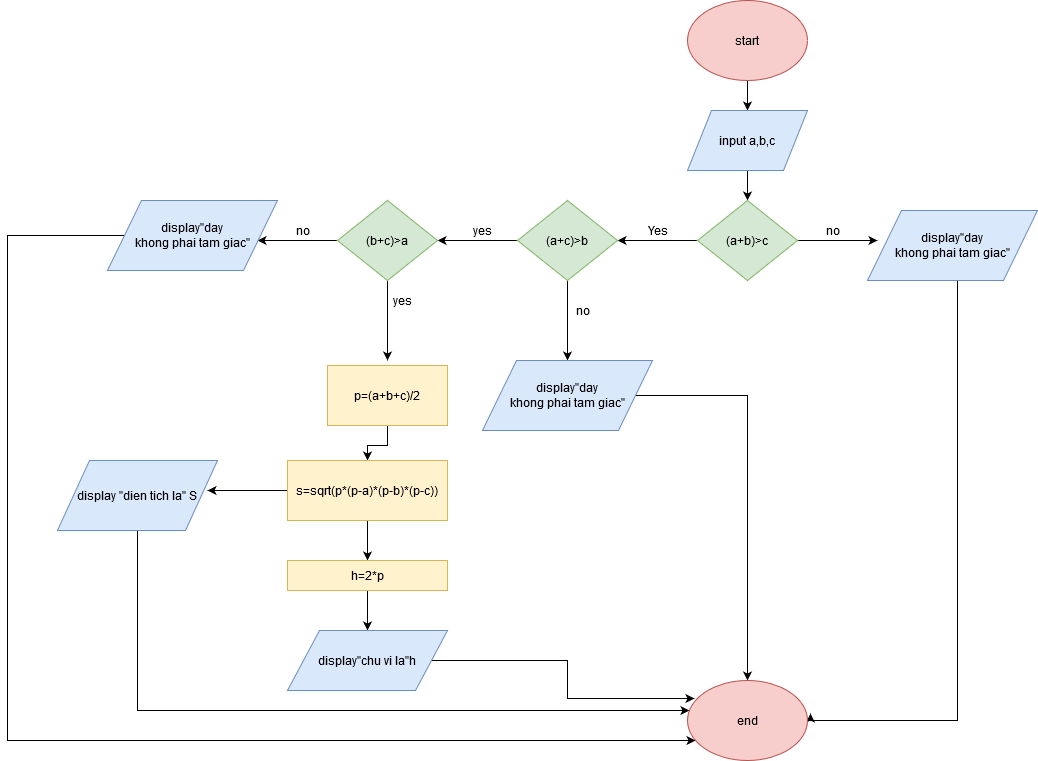 start
input a,b,c
(a+b)>c
no
display"day
khong phai tam giac"
Yes
(a+c)>b
yes
(b+c)>a
no
display"day
khong phai tam giac"
yes
no
display"day
khong phai tam giac"
p=(a+b+c)/2
s=sqrt(p*(p-a)*(p-b)*(p-c))
display "dien tich la" S
h=2*p
display"chu vi la"h
end